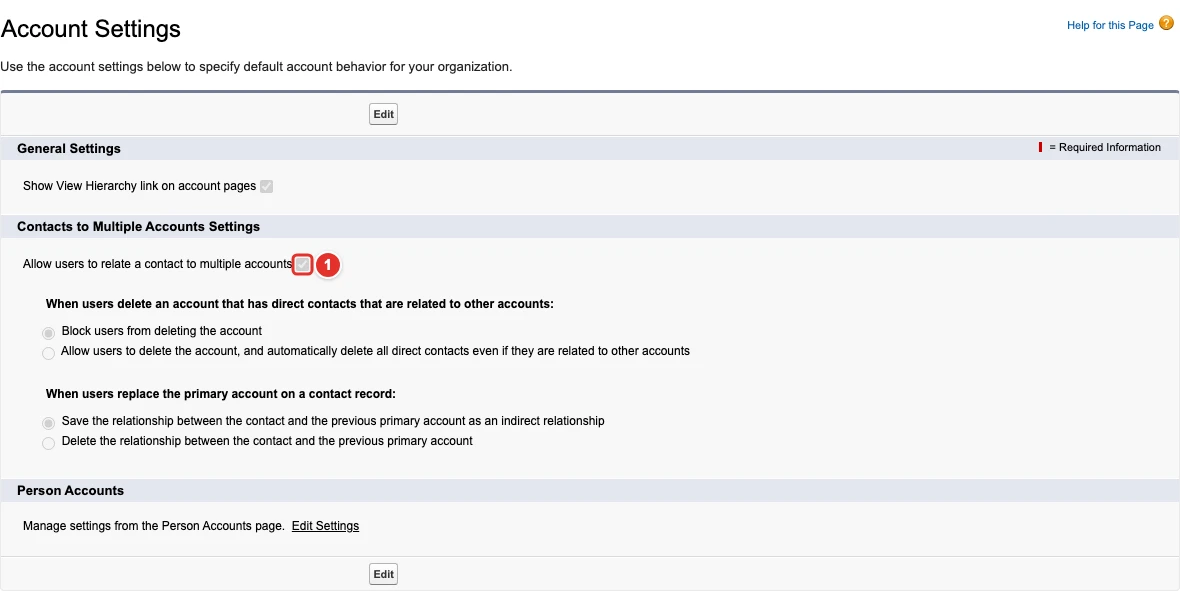 Account Settings
Help for this Page ?
Use the account settings below to specify default account behavior for your organization.
Edit
General Settings
= Required Information
Show View Hierarchy link on account pages
Contacts to Multiple Accounts Settings
Allow users to relate a contact to multiple accounts 1
When users delete an account that has direct contacts that are related to other accounts:
Block users from deleting the account
Allow users to delete the account, and automatically delete all direct contacts even if they are related to other accounts
When users replace the primary account on a contact record:
Save the relationship between the contact and the previous primary account as an indirect relationship
Delete the relationship between the contact and the previous primary account
Person Accounts
Manage settings from the Person Accounts page. Edit Settings
Edit